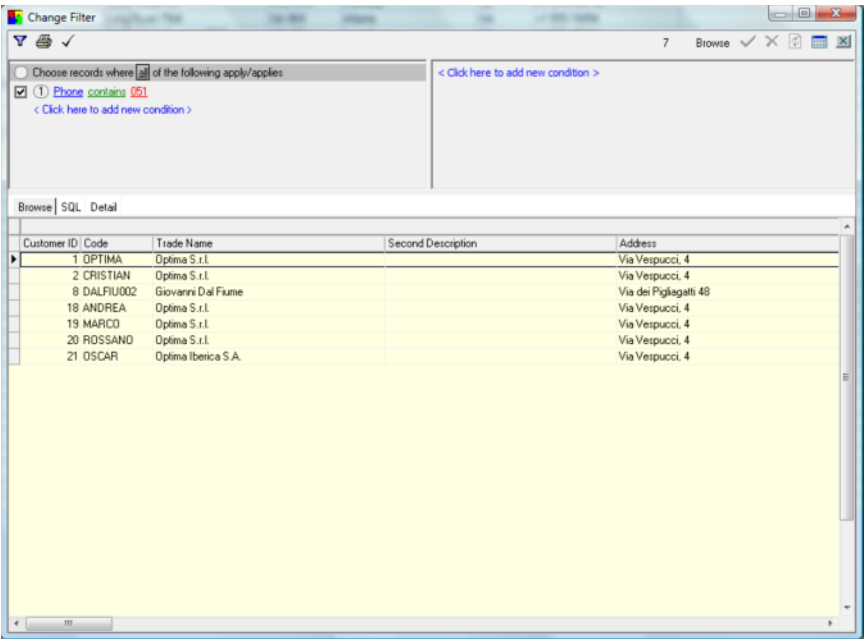 Change Filter
7 Browse
Choose records where all of the following apply/applies
1 Phone contains 051
< Click here to add new condition >
< Click here to add new condition >
Browse SQL Detail
Customer ID Code Trade Name Second Description Address
1 OPTIMA Optima S.r.l. Via Vespucci, 4
2 CRISTIAN Optima S.r.l. Via Vespucci, 4
8 DALFIU002 Giovanni Dal Fiume Via dei Pigliagatti 48
18 ANDREA Optima S.r.l. Via Vespucci, 4
19 MARCO Optima S.r.l. Via Vespucci, 4
20 ROSSANO Optima S.r.l. Via Vespucci, 4
21 OSCAR Optima Iberica S.A. Via Vespucci, 4